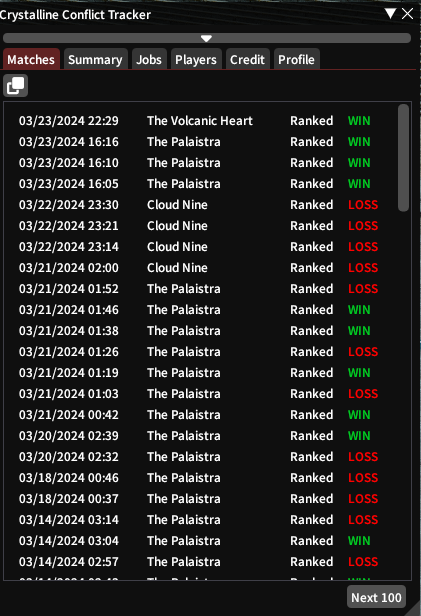 Crystalline Conflict Tracker
Matches Summary Jobs Players Credit Profile
03/23/2024 22:29 The Volcanic Heart Ranked WIN
03/23/2024 16:16 The Palaistra Ranked WIN
03/23/2024 16:10 The Palaistra Ranked WIN
03/23/2024 16:05 The Palaistra Ranked WIN
03/22/2024 23:30 Cloud Nine Ranked LOSS
03/22/2024 23:21 Cloud Nine Ranked LOSS
03/22/2024 23:14 Cloud Nine Ranked LOSS
03/21/2024 02:00 Cloud Nine Ranked LOSS
03/21/2024 01:52 The Palaistra Ranked LOSS
03/21/2024 01:46 The Palaistra Ranked WIN
03/21/2024 01:38 The Palaistra Ranked WIN
03/21/2024 01:26 The Palaistra Ranked LOSS
03/21/2024 01:19 The Palaistra Ranked WIN
03/21/2024 01:03 The Palaistra Ranked LOSS
03/21/2024 00:42 The Palaistra Ranked WIN
03/20/2024 02:39 The Palaistra Ranked WIN
03/20/2024 02:32 The Palaistra Ranked LOSS
03/18/2024 00:46 The Palaistra Ranked LOSS
03/18/2024 00:37 The Palaistra Ranked LOSS
03/14/2024 03:14 The Palaistra Ranked LOSS
03/14/2024 03:04 The Palaistra Ranked WIN
03/14/2024 02:57 The Palaistra Ranked LOSS
Next 100